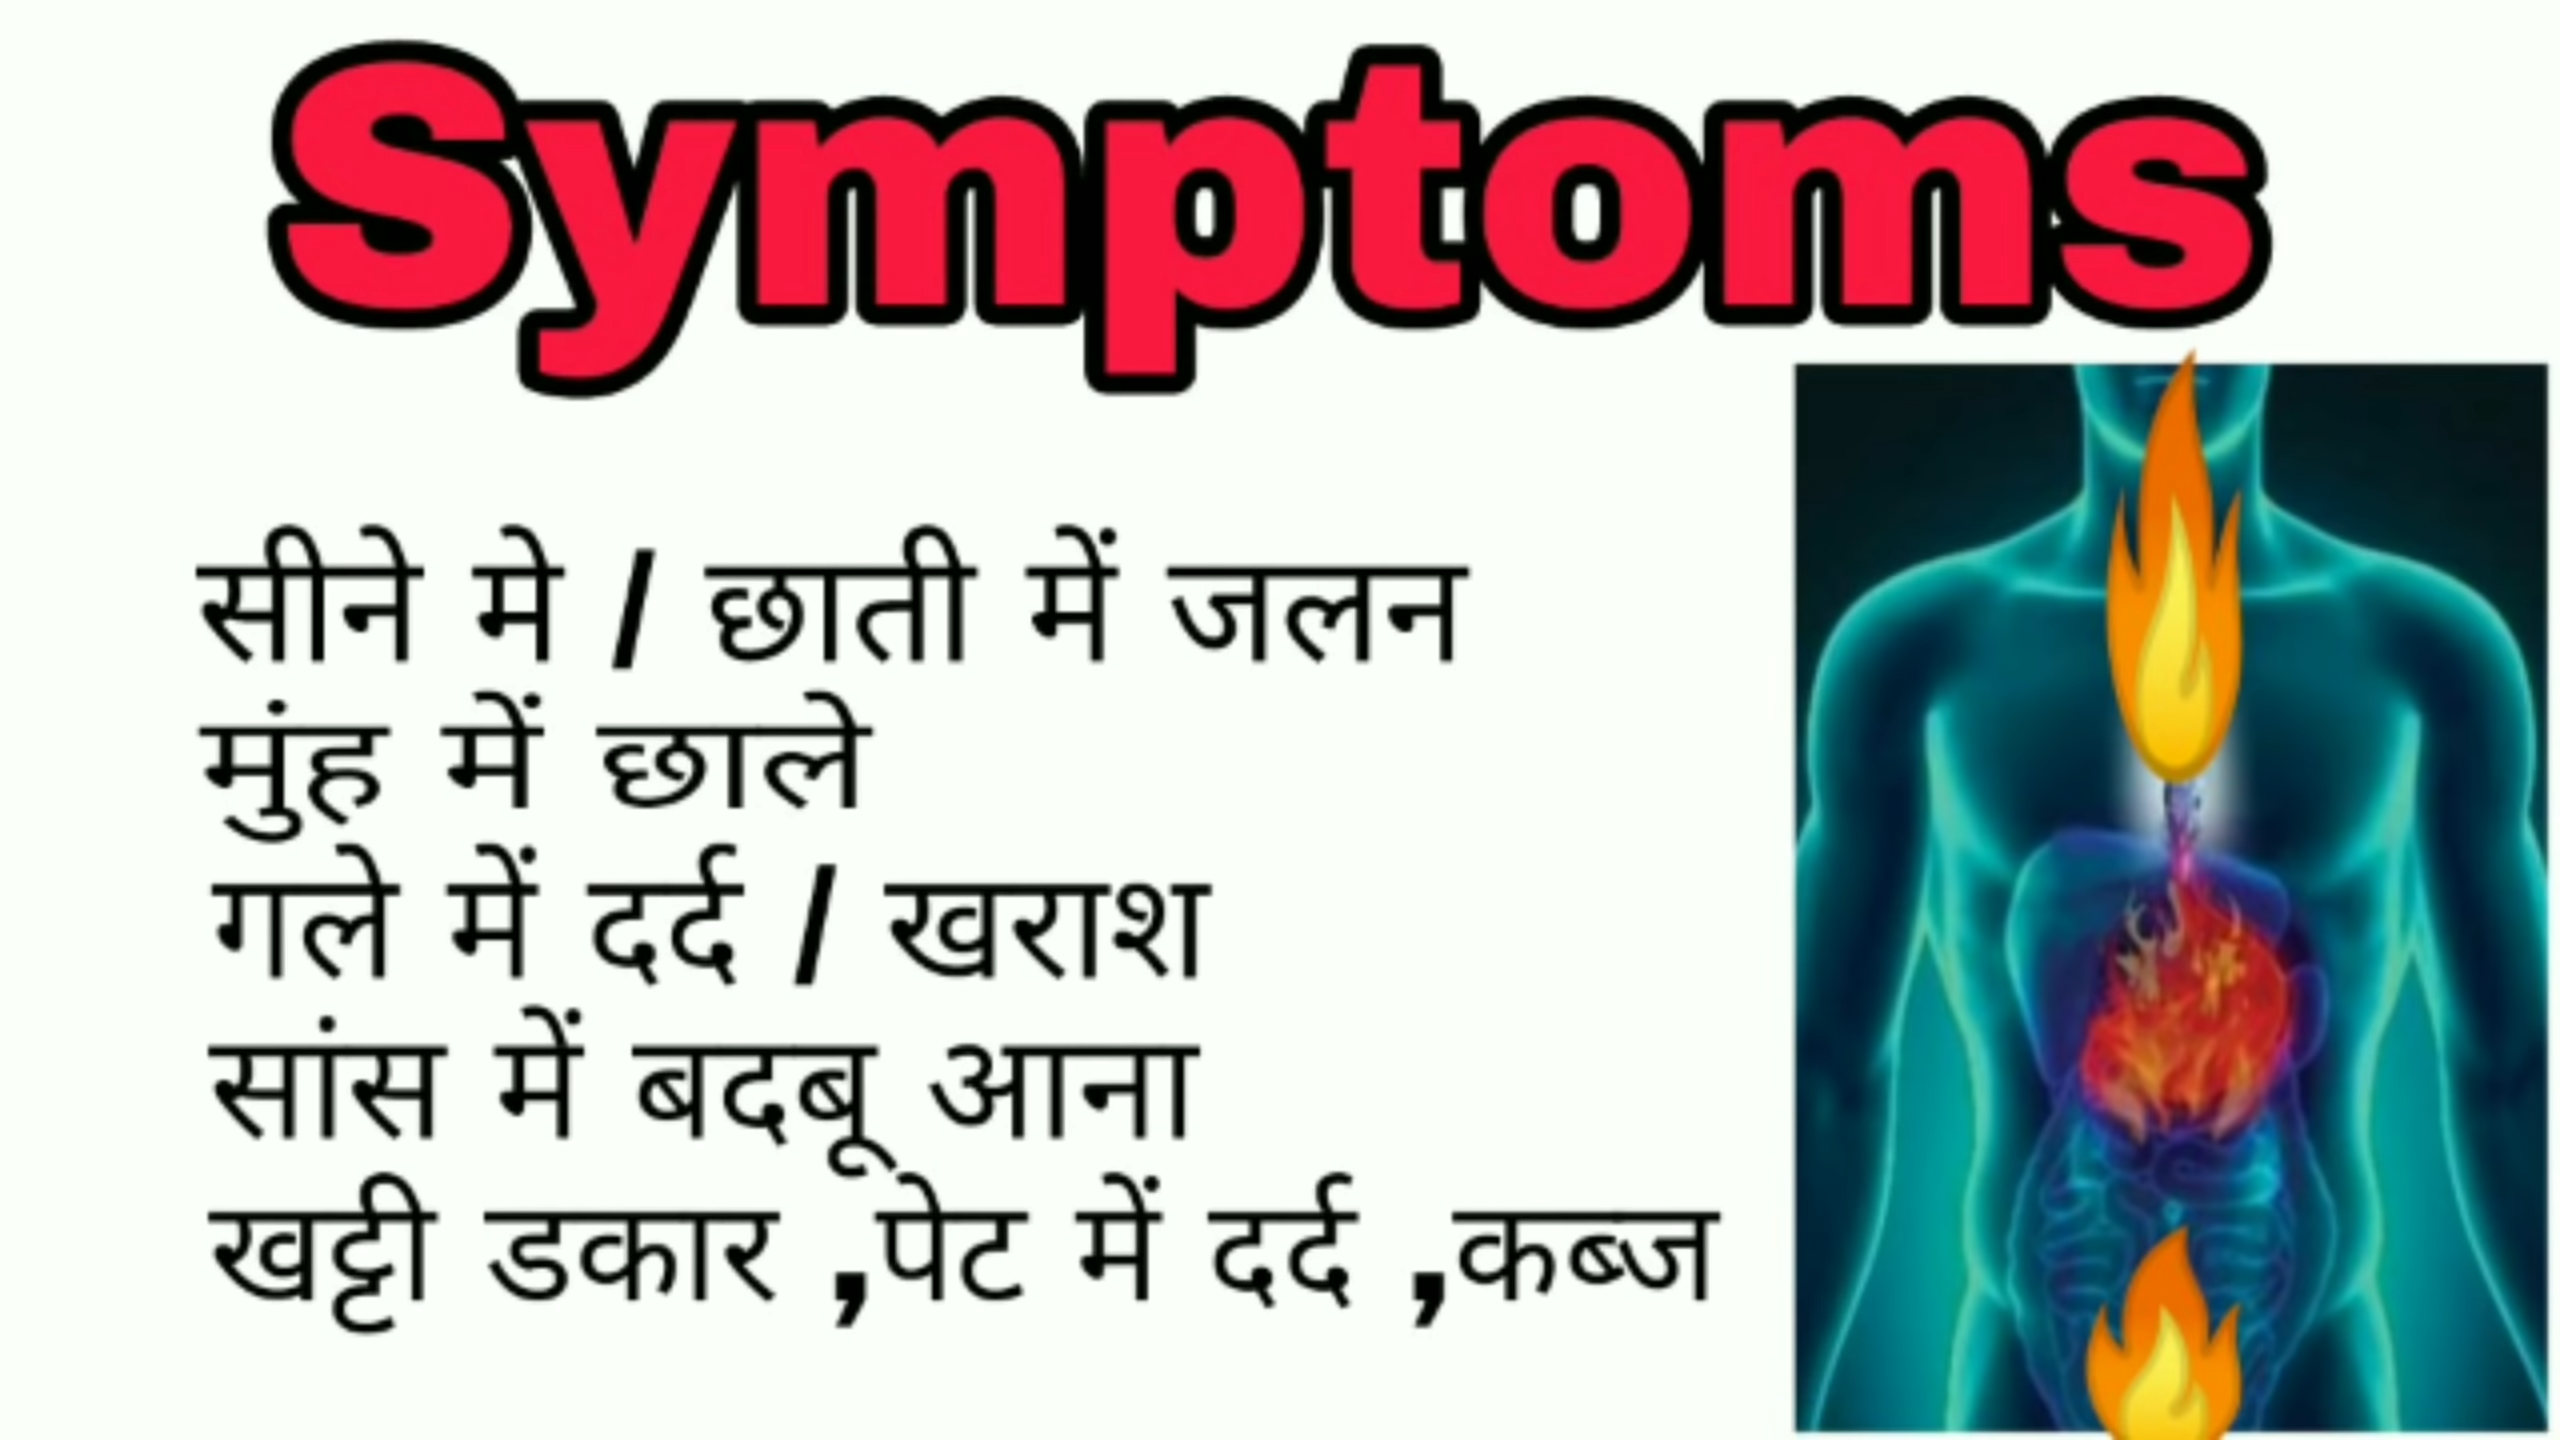 Symptoms
सीने मे / छाती में जलन
मुंह में छाले
गले में दर्द / खराश
सांस में बदबू आना
खट्टी डकार ,पेट में दर्द ,कब्ज